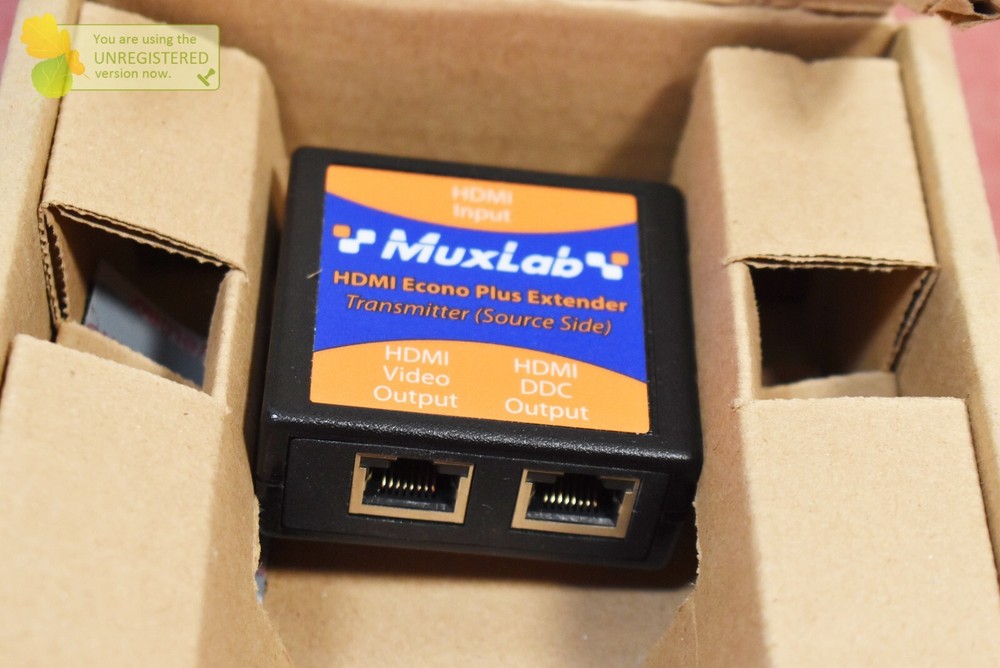 You are using the
UNREGISTERED
version now.
HDMI
Input
MuxLab
HDMI Econo Plus Extender
Transmitter (Source Side)
HDMI
Video
Output
HDMI
DDC
Output